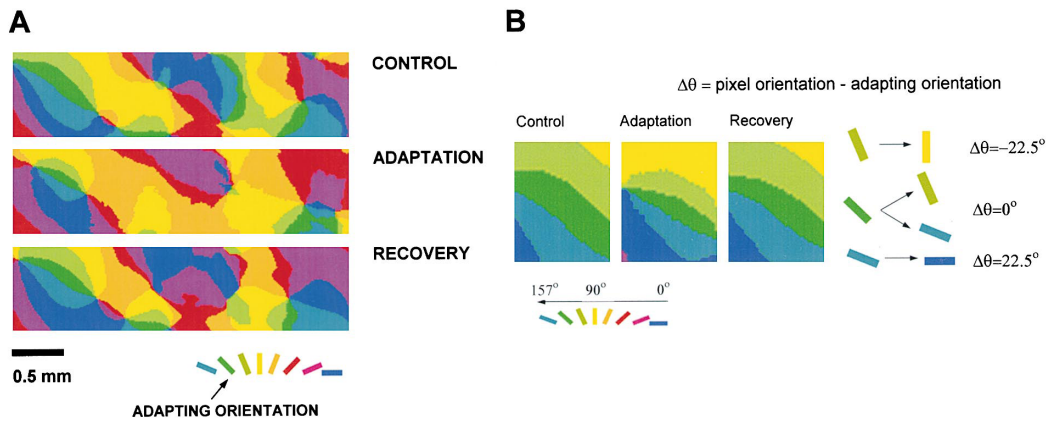 A
CONTROL
ADAPTATION
RECOVERY
0.5 mm
ADAPTING ORIENTATION
B
Δθ = pixel orientation - adapting orientation
Control Adaptation Recovery
Δθ=−22.5°
Δθ=0°
Δθ=22.5°
157° 90° 0°